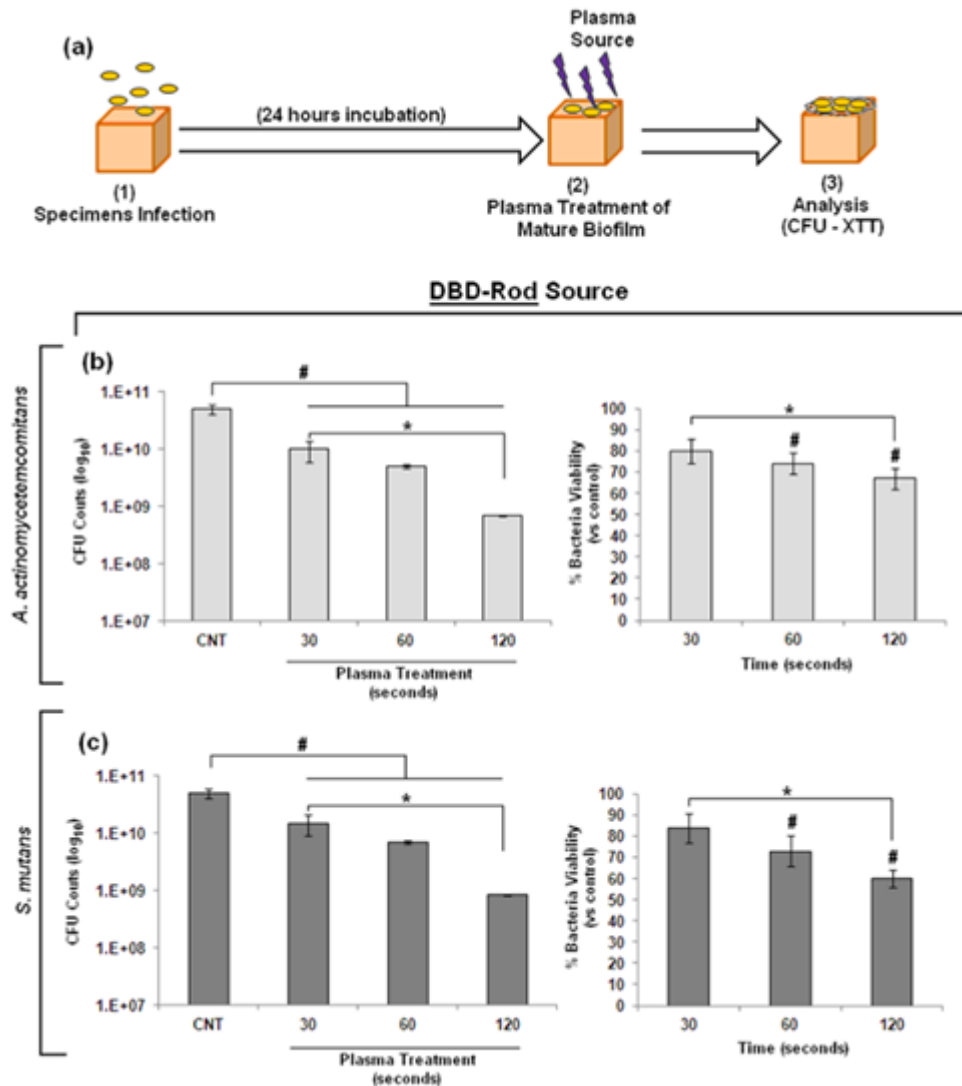 (a)
Plasma
Source
(24 hours incubation)
(1)
Specimens Infection
(2)
Plasma Treatment of
Mature Biofilm
(3)
Analysis
(CFU - XTT)
DBD-Rod Source
A. actinomycetemcomitans
(b)
CFU Couts (log10)
1.E+11
1.E+10
1.E+09
1.E+08
1.E+07
#
*
CNT
30
60
120
Plasma Treatment
(seconds)
% Bacteria Viability
(vs control)
100
90
80
70
60
50
40
30
20
10
0
*
#
#
30
60
120
Time (seconds)
S. mutans
(c)
CFU Couts (log10)
1.E+11
1.E+10
1.E+09
1.E+08
1.E+07
#
*
CNT
30
60
120
Plasma Treatment
(seconds)
% Bacteria Viability
(vs control)
100
90
80
70
60
50
40
30
20
10
0
*
#
#
30
60
120
Time (seconds)